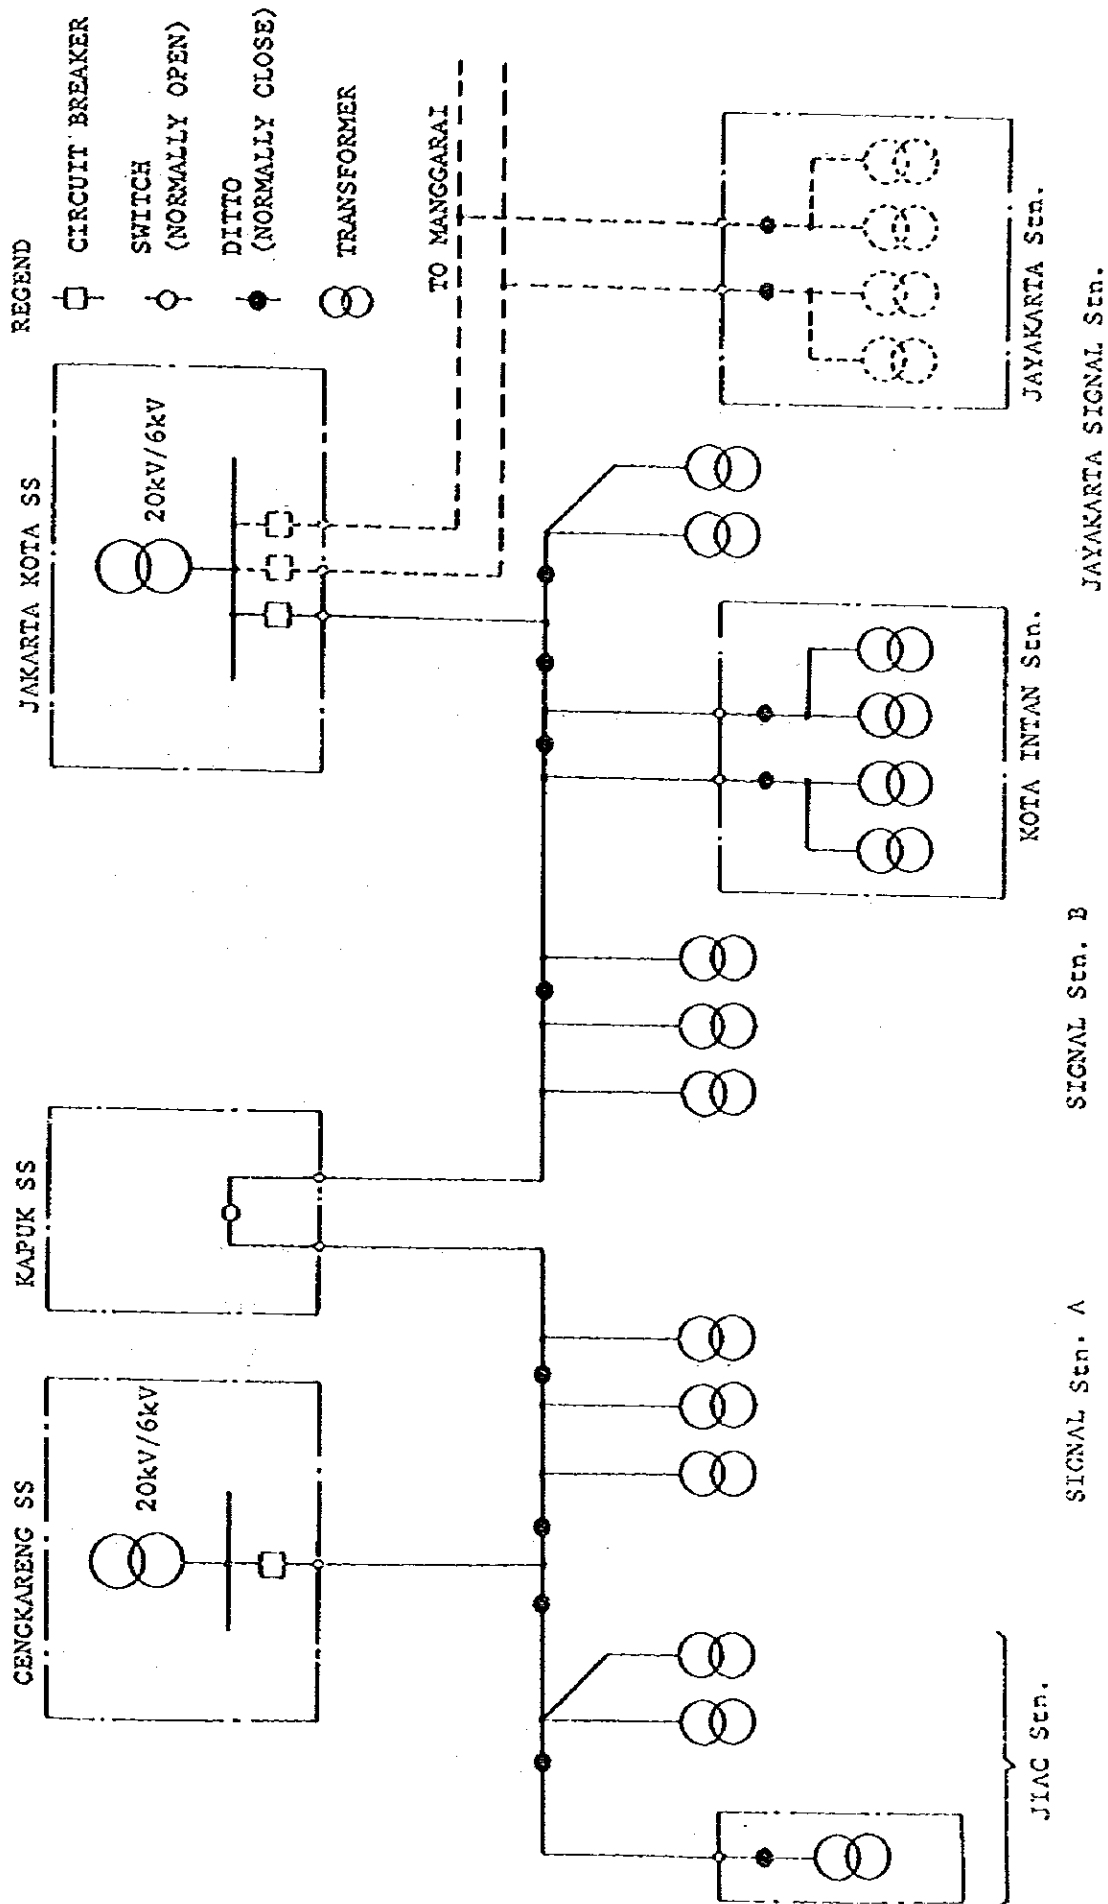 REGEND
CIRCUIT BREAKER
SWITCH
(NORMALLY OPEN)
DITTO
(NORMALLY CLOSE)
TRANSFORMER
CENGKARENG SS
20kV/6kV
KAPUK SS
JAKARTA KOTA SS
20kV/6kV
TO MANGGARAI
JIAC Stn.
SIGNAL Stn. A
SIGNAL Stn. B
KOTA INTAN Stn.
JAYAKARTA SIGNAL Stn.
JAYAKARTA Stn.